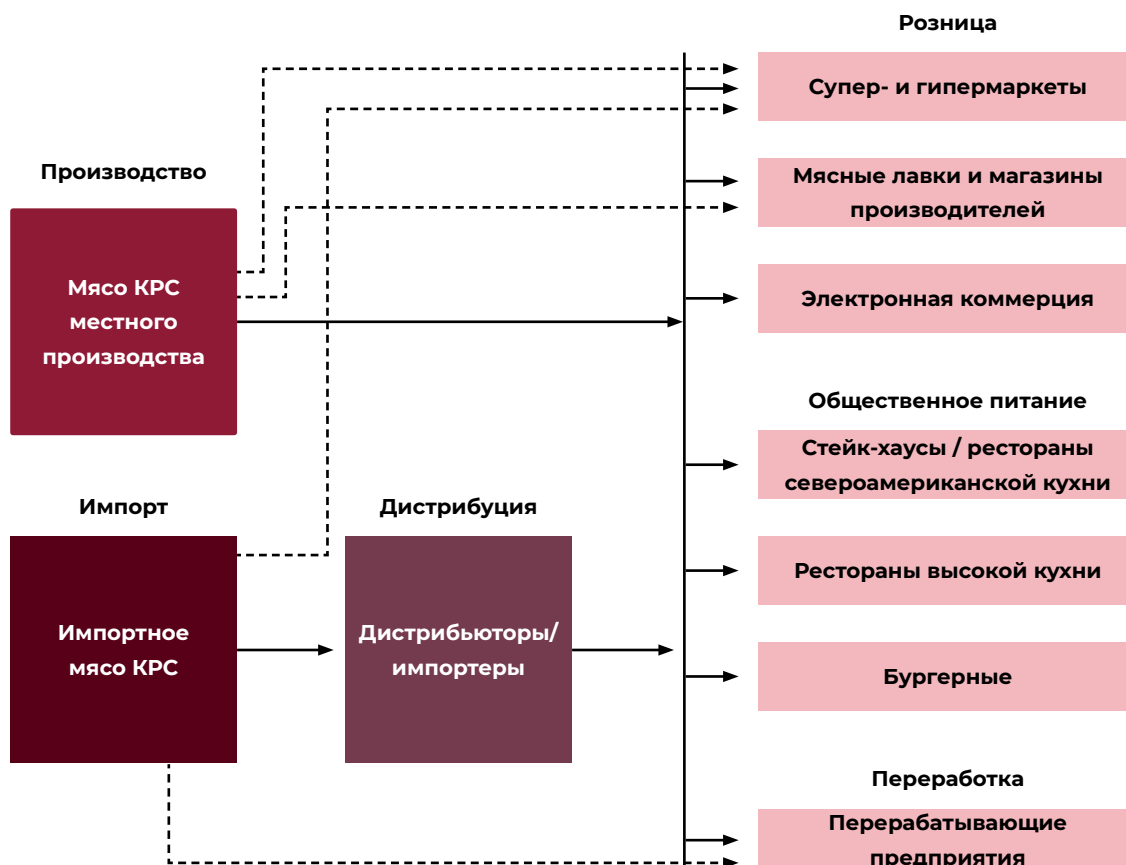 Розница
Супер- и гипермаркеты
Производство
Мясные лавки и магазины
производителей
Мясо КРС
местного
производства
Электронная коммерция
Общественное питание
Стейк-хаусы / рестораны
североамериканской кухни
Импорт
Дистрибуция
Рестораны высокой кухни
Импортное
мясо КРС
Дистрибьюторы/
импортеры
Бургерные
Переработка
Перерабатывающие
предприятия